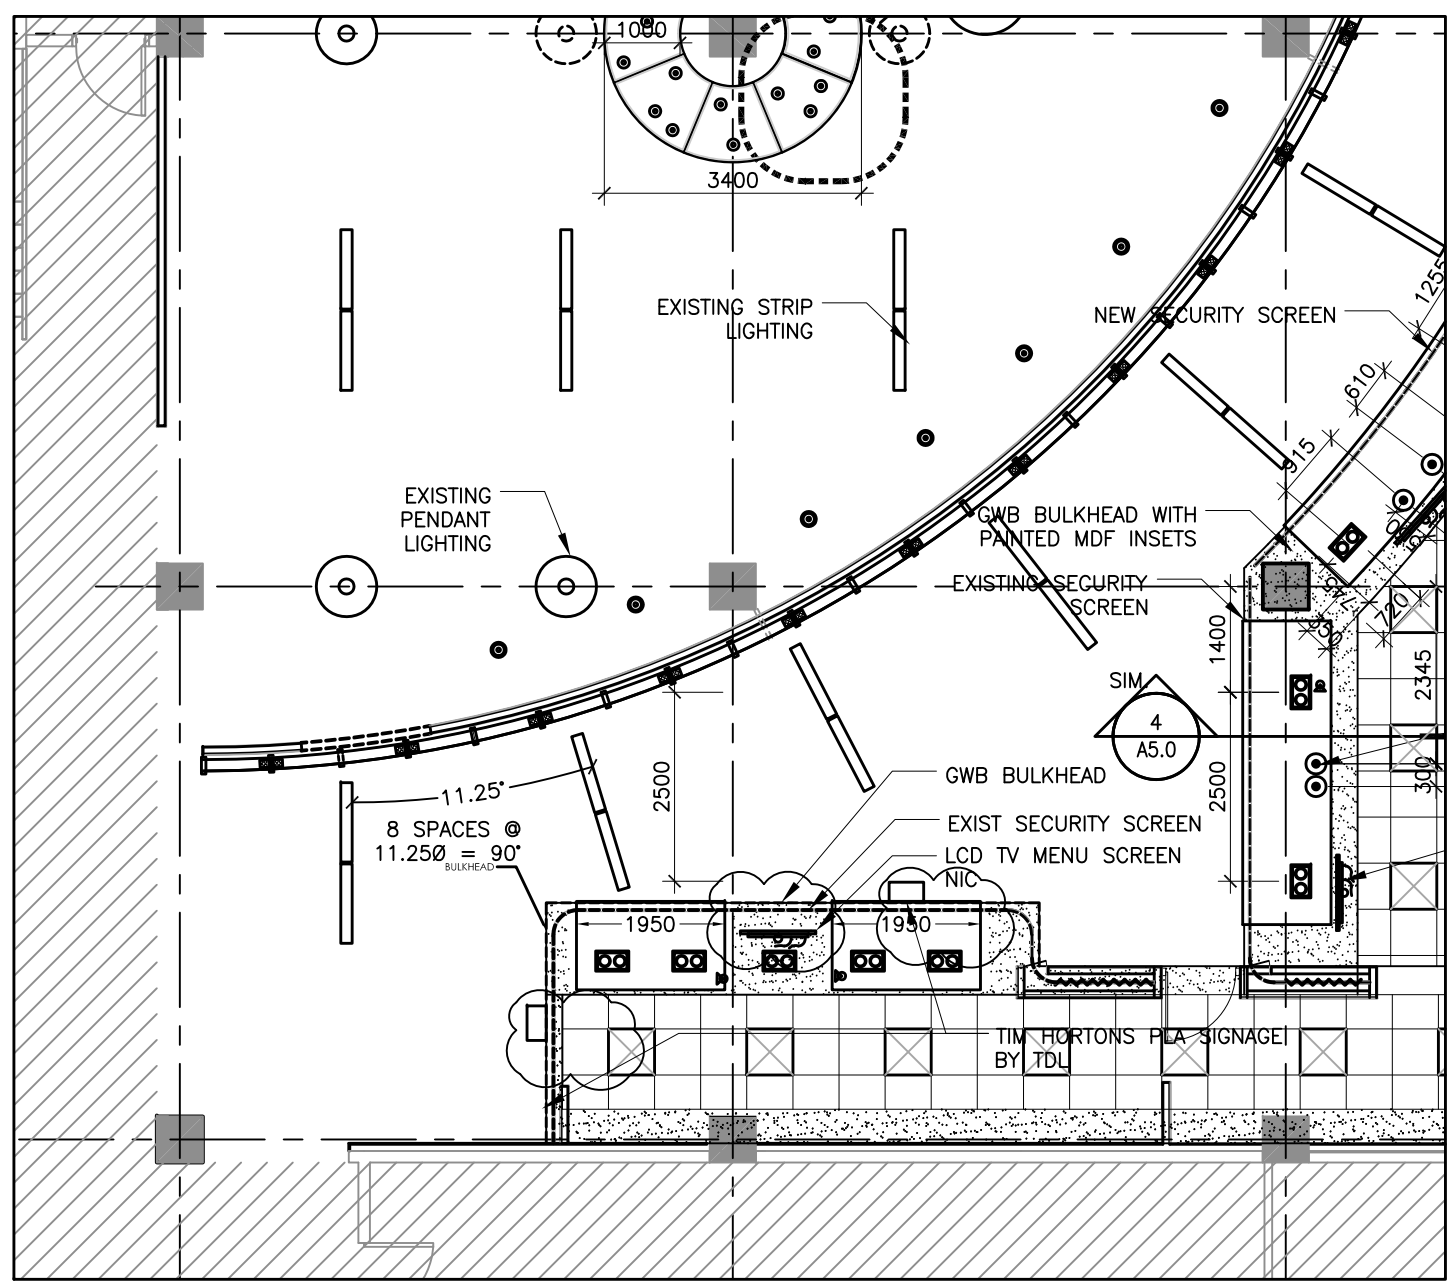 1000
3400
1255
EXISTING STRIP
LIGHTING
NEW SECURITY SCREEN
610
915
EXISTING
PENDANT
LIGHTING
GWB BULKHEAD WITH
PAINTED MDF INSETS
EXISTING SECURITY
SCREEN
745
950
720
1400
2345
SIM.
4
A5.0
2500
2500
300
11.25°
GWB BULKHEAD
8 SPACES @
11.25Ø = 90°
BULKHEAD
EXIST SECURITY SCREEN
LCD TV MENU SCREEN
NIC
1950
1950
TIM HORTONS PLA SIGNAGE
BY TDL